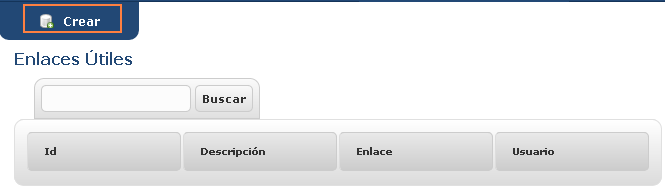 Crear
Enlaces Útiles
Buscar
Id Descripción Enlace Usuario